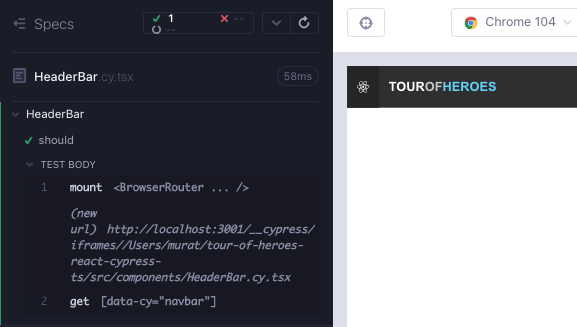 Specs
1
--
--
Chrome 104
HeaderBar.cy.tsx
58ms
TOUROFHEROES
HeaderBar
should
TEST BODY
1 mount <BrowserRouter ... />
(new
url) http://localhost:3001/__cypress/
iframes//Users/murat/tour-of-heroes-
react-cypress-
ts/src/components/HeaderBar.cy.tsx
2 get [data-cy="navbar"]